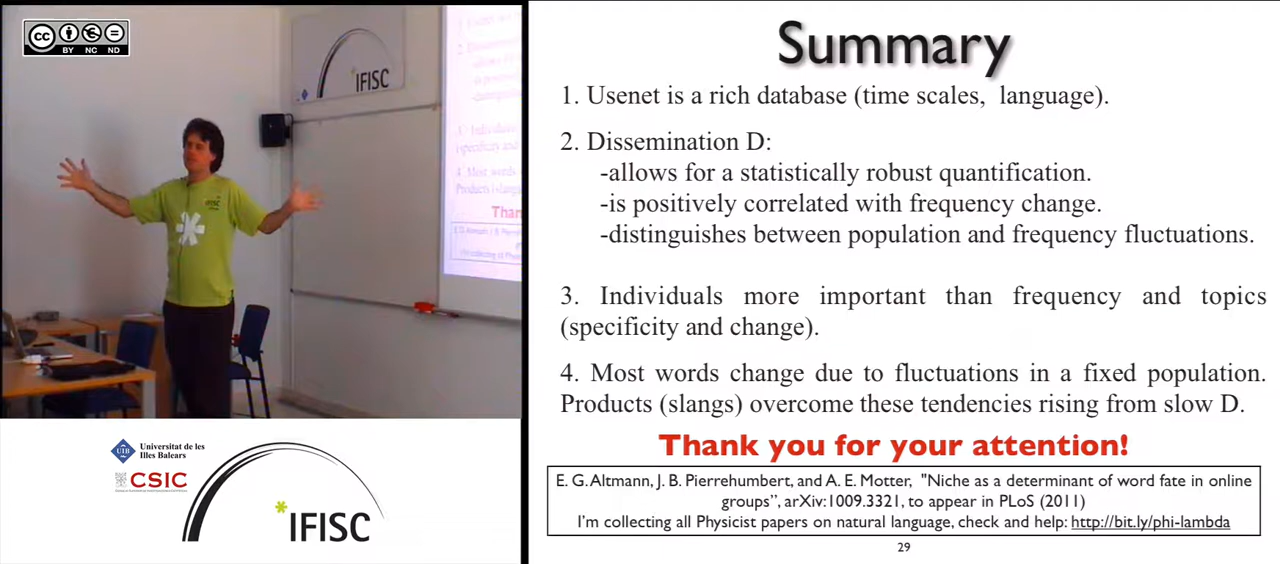 cc
BY NC ND
IFISC
Summary
1. Usenet is a rich database (time scales, language).
2. Dissemination D:
-allows for a statistically robust quantification.
-is positively correlated with frequency change.
-distinguishes between population and frequency fluctuations.
3. Individuals more important than frequency and topics
(specificity and change).
4. Most words change due to fluctuations in a fixed population.
Products (slangs) overcome these tendencies rising from slow D.
Thank you for your attention!
E. G. Altmann, J. B. Pierrehumbert, and A. E. Motter, "Niche as a determinant of word fate in online
groups", arXiv:1009.3321, to appear in PLoS (2011)
I'm collecting all Physicist papers on natural language, check and help: http://bit.ly/phi-lambda
29
UIB
Universitat de les
Illes Balears
CSIC
*IFISC